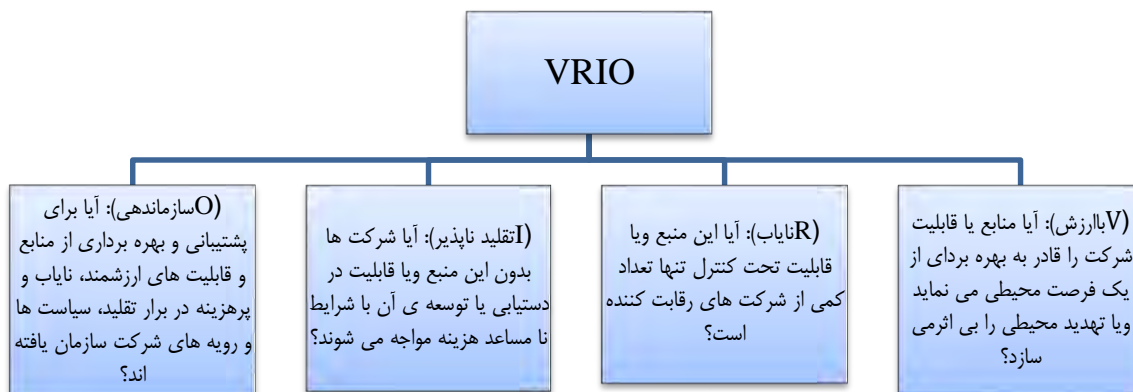 VRIO
(Vباارزش): آیا منابع یا قابلیت
شرکت را قادر به بهره بردای از
یک فرصت محیطی می نماید
ویا تهدید محیطی را بی اثرمی
سازد؟
(Rنایاب): آیا این منبع ویا
قابلیت تحت کنترل تنها تعداد
کمی از شرکت های رقابت کننده
است؟
(Iتقلید ناپذیر): آیا شرکت ها
بدون این منبع ویا قابلیت در
دستیابی یا توسعه ی آن با شرایط
نا مساعد هزینه مواجه می شوند؟
(Oسازماندهی): آیا برای
پشتیبانی و بهره برداری از منابع
و قابلیت های ارزشمند، نایاب و
پرهزینه در برار تقلید، سیاست ها
و رویه های شرکت سازمان یافته
اند؟